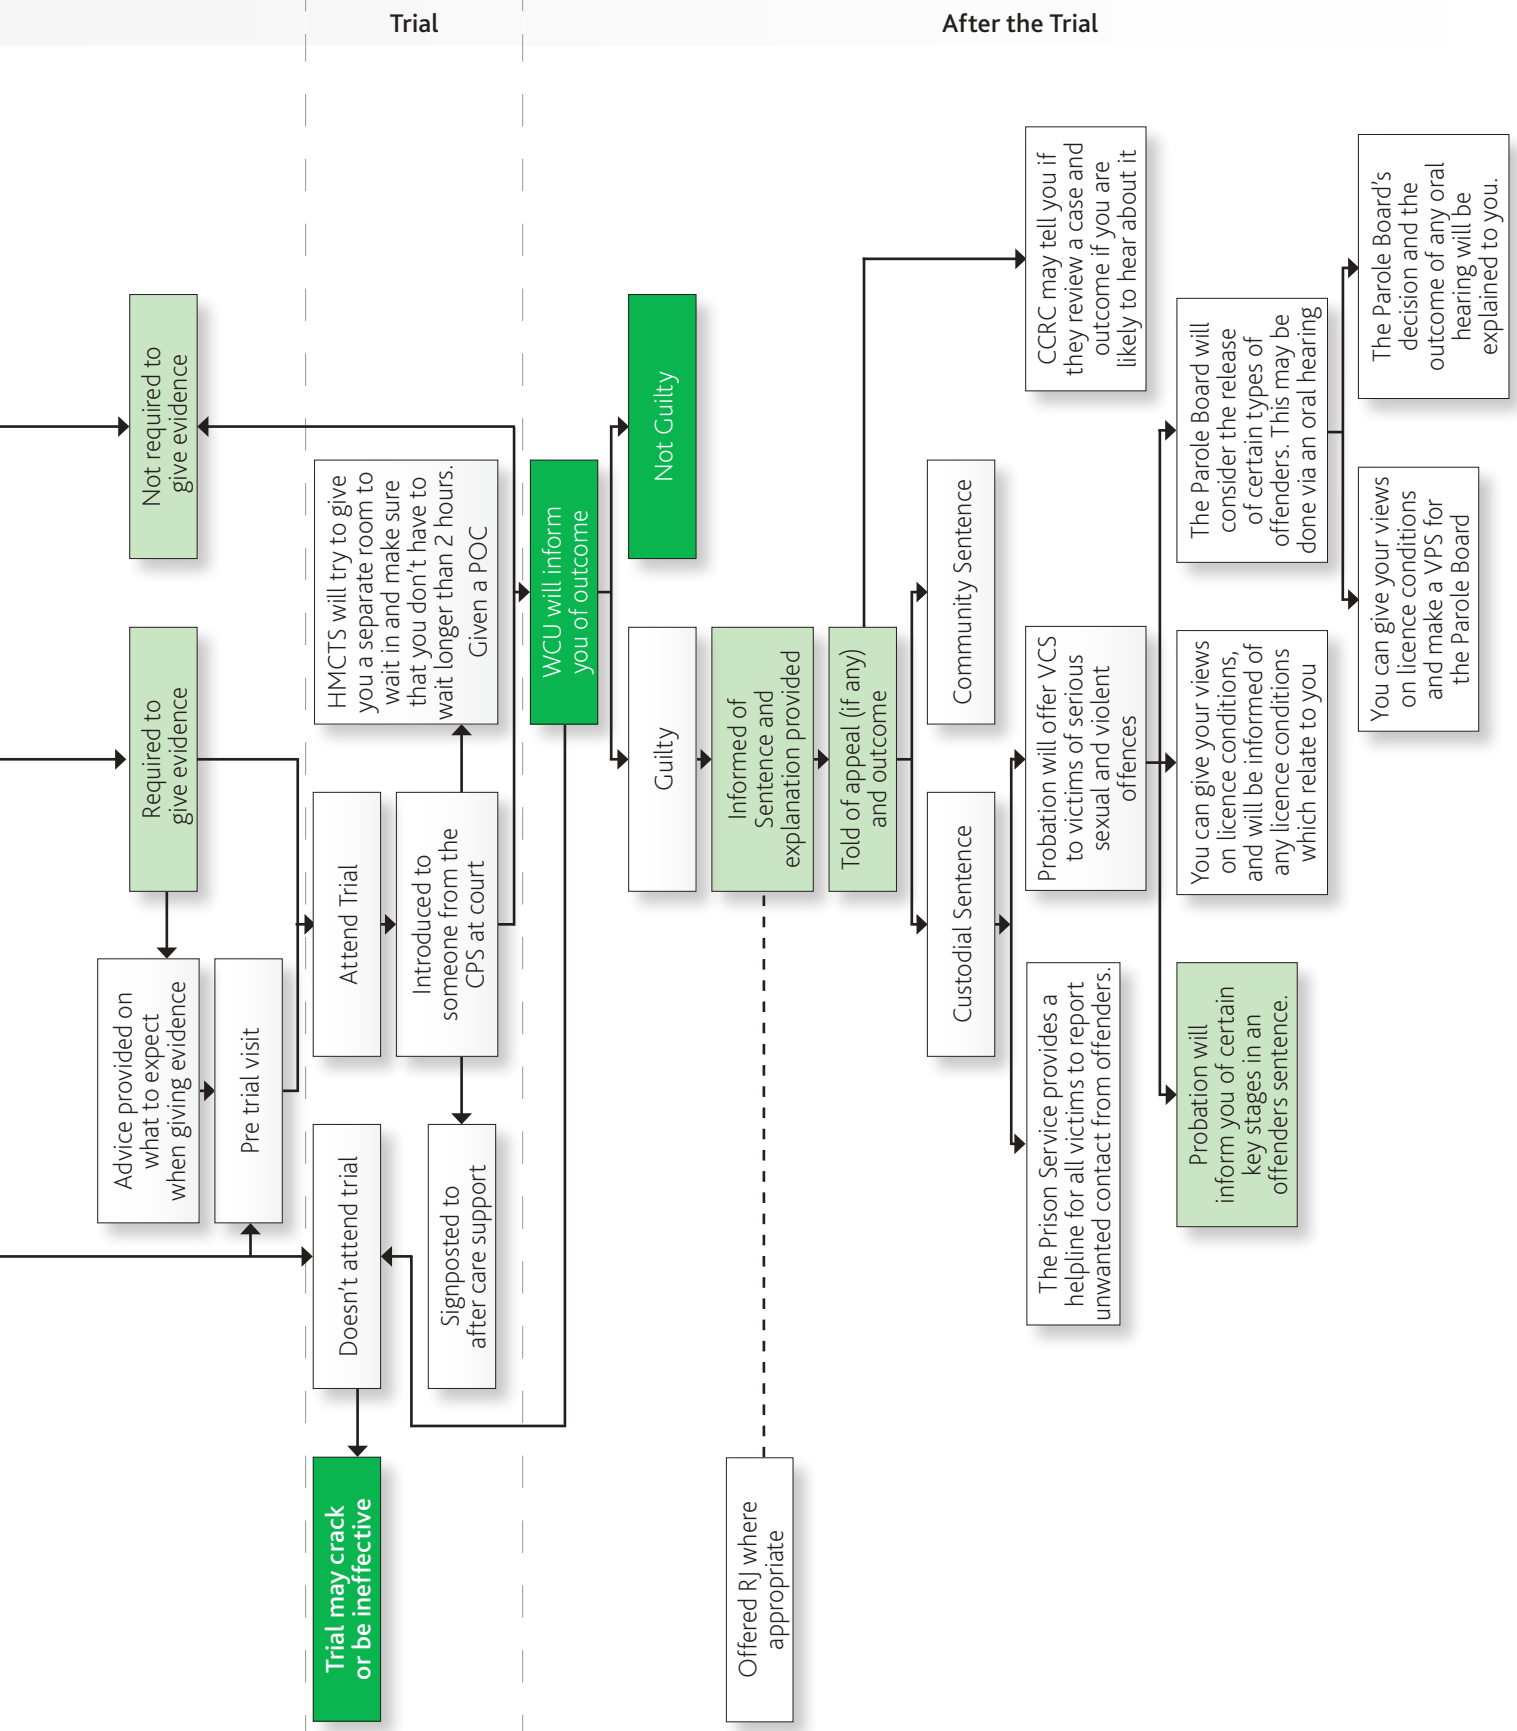 Trial
After the Trial
Not required to
give evidence
Required to
give evidence
Advice provided on
what to expect
when giving evidence
Pre trial visit
Attend Trial
Doesn't attend trial
Trial may crack
or be ineffective
Introduced to
someone from the
CPS at court
HMCTS will try to give
you a separate room to
wait in and make sure
that you don't have to
wait longer than 2 hours.
Given a POC
Signposted to
after care support
WCU will inform
you of outcome
Not Guilty
Guilty
Informed of
Sentence and
explanation provided
Offered RJ where
appropriate
Told of appeal (if any)
and outcome
Community Sentence
Custodial Sentence
CCRC may tell you if
they review a case and
outcome if you are
likely to hear about it
Probation will offer VCS
to victims of serious
sexual and violent
offences
The Prison Service provides a
helpline for all victims to report
unwanted contact from offenders.
The Parole Board will
consider the release
of certain types of
offenders. This may be
done via an oral hearing
You can give your views
on licence conditions,
and will be informed of
any licence conditions
which relate to you
Probation will
inform you of certain
key stages in an
offenders sentence.
The Parole Board's
decision and the
outcome of any oral
hearing will be
explained to you.
You can give your views
on licence conditions
and make a VPS for
the Parole Board